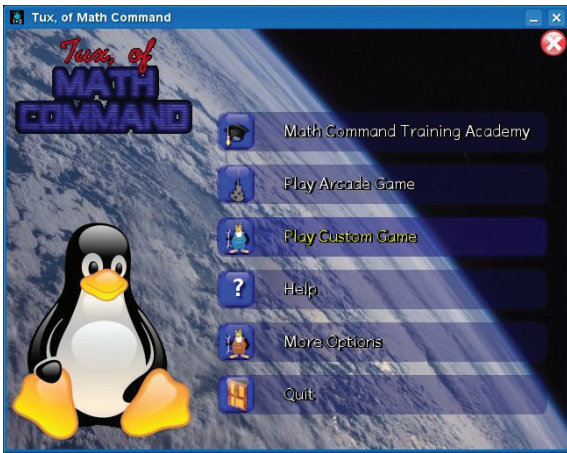 Tux, of Math Command
Tux, of
MATH
COMMAND
Math Command Training Academy
Play Arcade Game
Play Custom Game
? Help
More Options
Quit